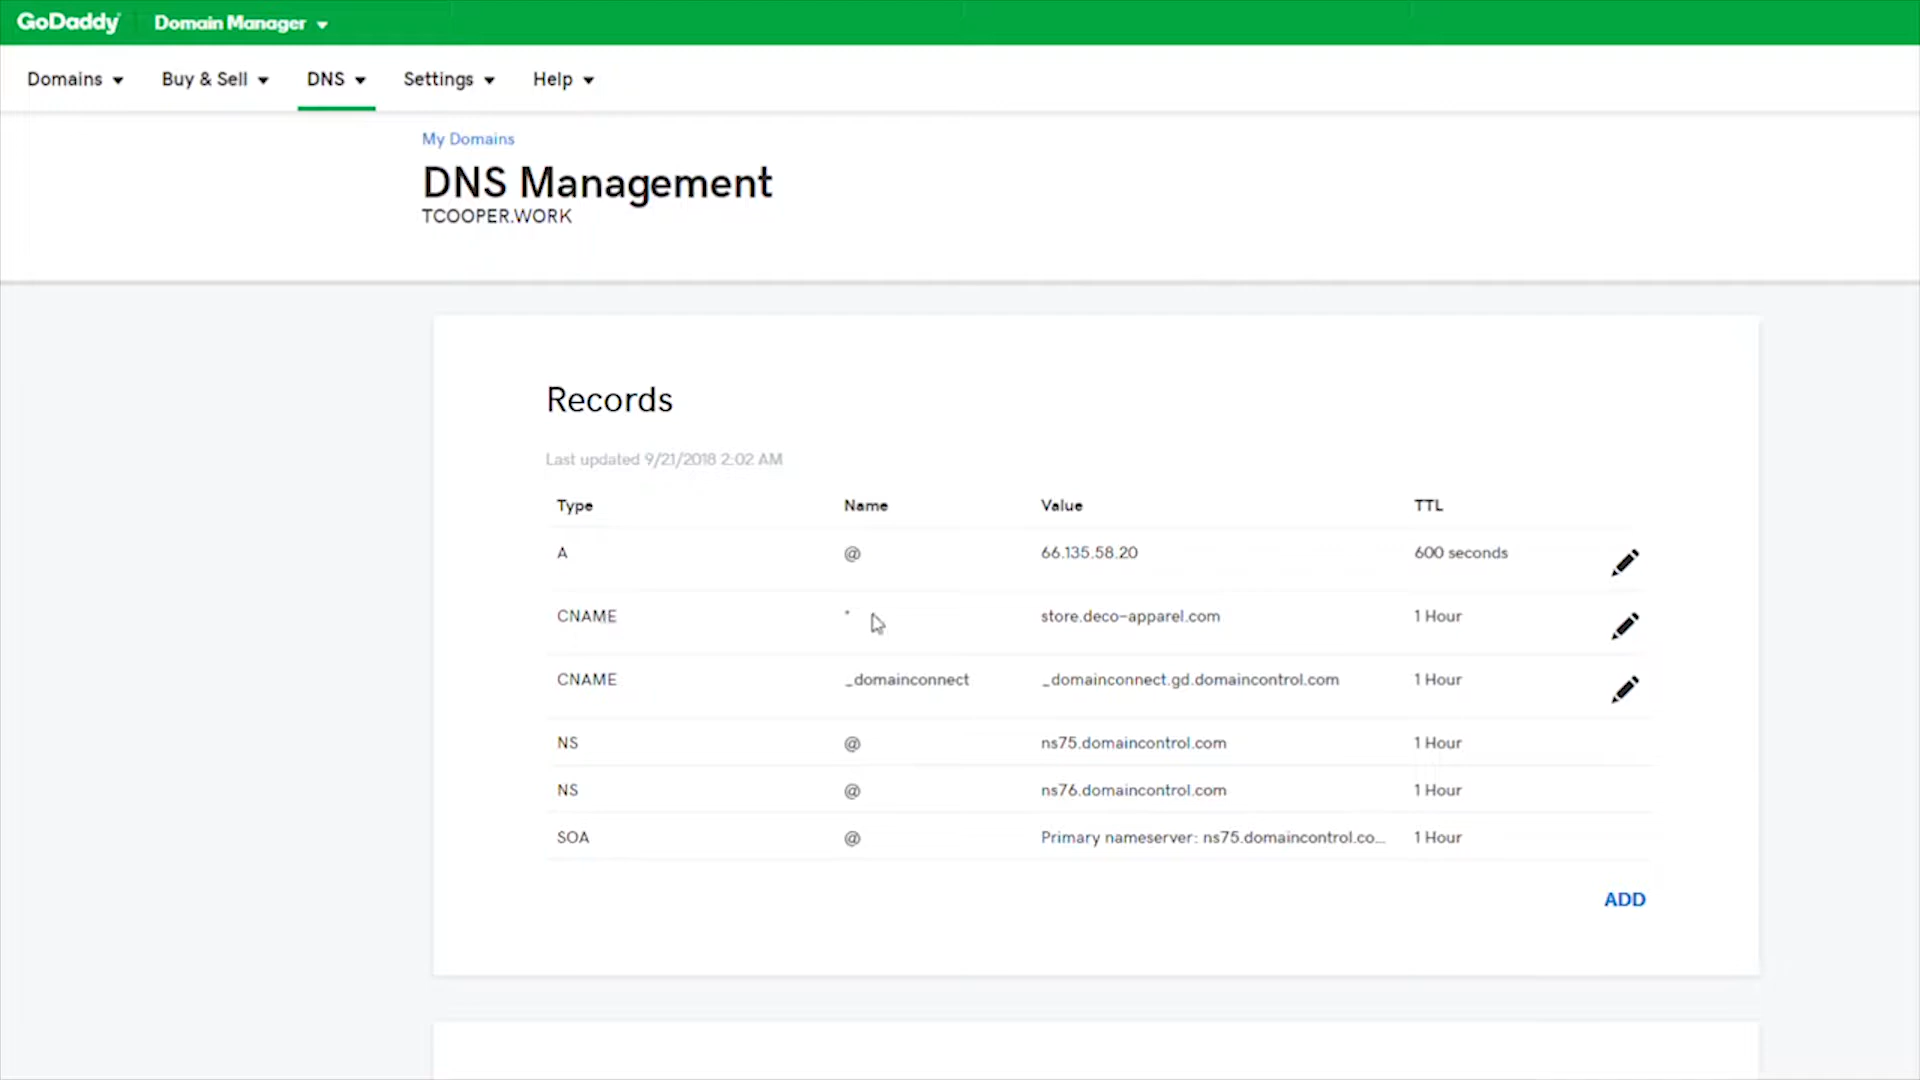 GoDaddy Domain Manager
Domains Buy & Sell DNS Settings Help
My Domains
DNS Management
TCOOPER.WORK
Records
Last updated 9/21/2018 2:02 AM
Type Name Value TTL
A @ 66.135.58.20 600 seconds
CNAME * store.deco-apparel.com 1 Hour
CNAME _domainconnect _domainconnect.gd.domaincontrol.com 1 Hour
NS @ ns75.domaincontrol.com 1 Hour
NS @ ns76.domaincontrol.com 1 Hour
SOA @ Primary nameserver: ns75.domaincontrol.co... 1 Hour
ADD